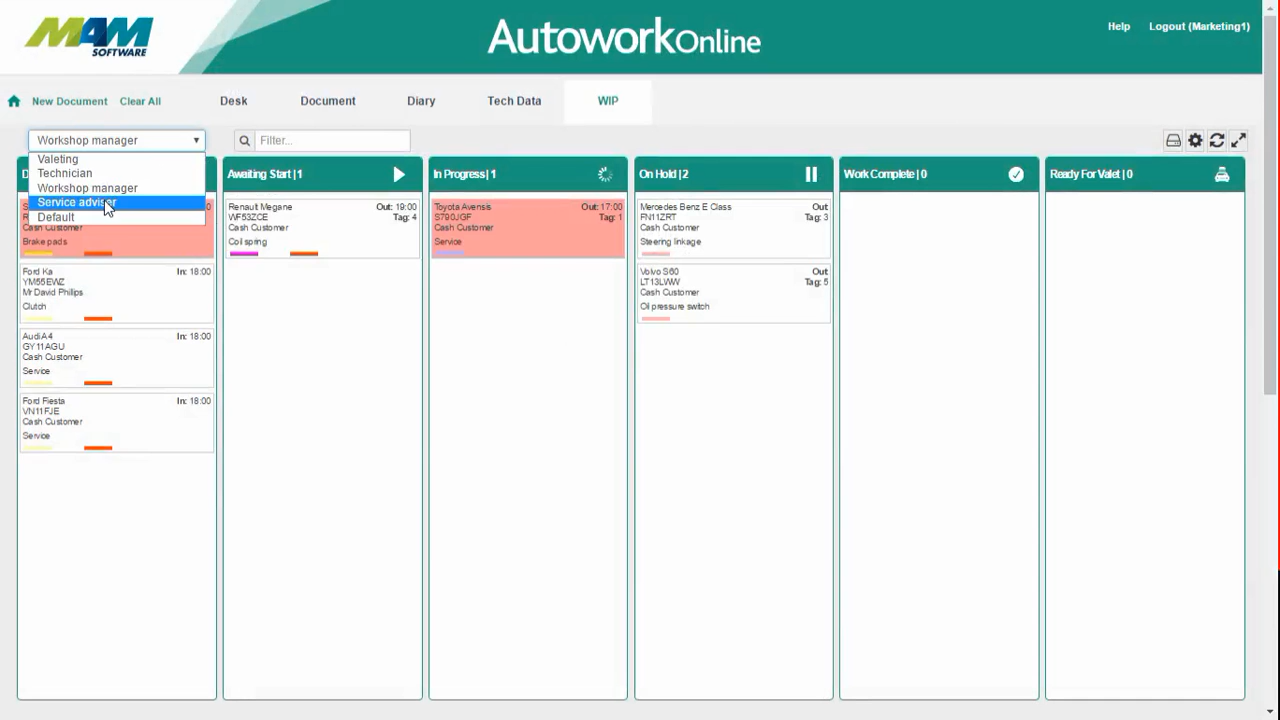 MAM
SOFTWARE
AutoworkOnline
Help
Logout (Marketing1)
New Document
Clear All
Desk
Document
Diary
Tech Data
WIP
Workshop manager
Filter...
Valeting
Technician
Workshop manager
Service advisor
Default
Cash Customer
Brake pads
Ford Ka
In: 18:00
YM55EWZ
Mr David Phillips
Clutch
Audi A4
In: 18:00
GY11AGU
Cash Customer
Service
Ford Fiesta
In: 18:00
VN11FJE
Cash Customer
Service
Awaiting Start | 1
Renault Megane
Out: 19:00
WF53ZCE
Tag: 4
Cash Customer
Coil spring
In Progress | 1
Toyota Avensis
Out: 17:00
S790JGF
Tag: 1
Cash Customer
Service
On Hold | 2
Mercedes Benz E Class
Out
FN11ZRT
Tag: 3
Cash Customer
Steering linkage
Volvo S60
Out
LT13LWW
Tag: 5
Cash Customer
Oil pressure switch
Work Complete | 0
Ready For Valet | 0